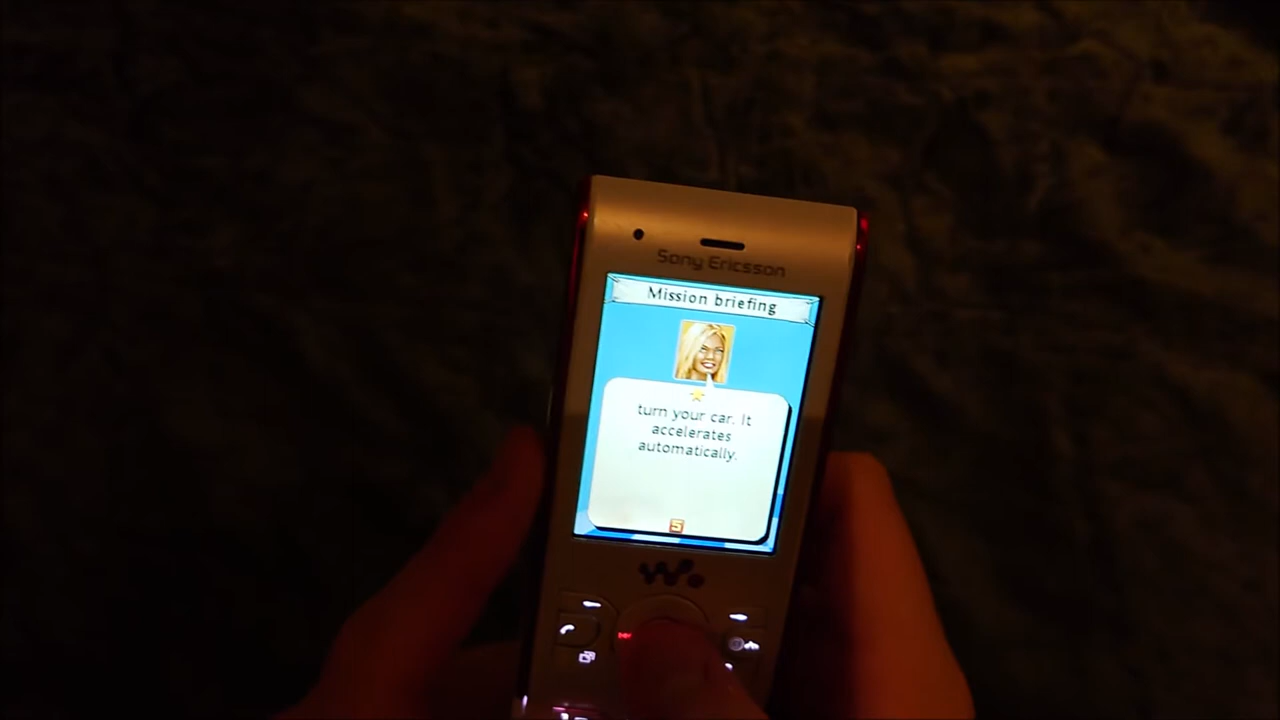 Sony Ericsson
Mission briefing
turn your car. It
accelerates
automatically.
5